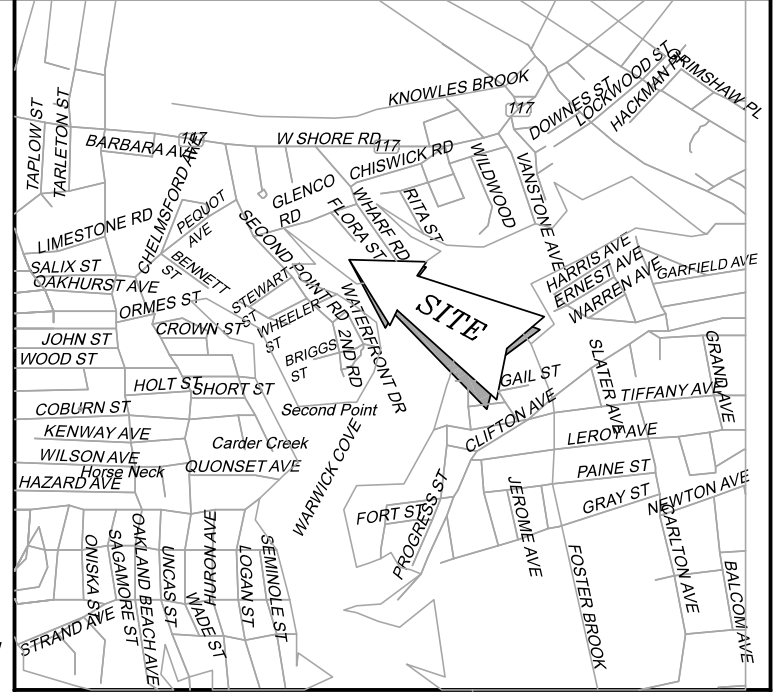 KNOWLES BROOK
117
DOWNES ST
LOCKWOOD ST
HACKMAN P
GRIMSHAW PL
TAPLOW ST
TARLETON ST
BARBARA AVE
117
W SHORE RD
117
CHISWICK RD
WILDWOOD
VANSTONE AVE
CHELMSFORD AVE
PEQUOT
AVE
GLENCO
RD
FLORA ST
WHARF RD
RITA ST
LIMESTONE RD
SECOND POINT RD
SALIX ST
OAKHURST AVE
BENNETT
ST
STEWART
ST
WHEELER
ST
BRIGGS
ST
2ND RD
WATERFRONT DR
SITE
HARRIS AVE
ERNEST AVE
WARREN AVE
GARFIELD AVE
ORMES ST
CROWN ST
JOHN ST
WOOD ST
HOLT ST
SHORT ST
GAIL ST
SLATER AVE
TIFFANY AVE
GRAND AVE
COBURN ST
Second Point
CLIFTON AVE
KENWAY AVE
Carder Creek
LEROY AVE
WILSON AVE
Horse Neck
QUONSET AVE
HAZARD AVE
WARWICK COVE
PAINE ST
GRAY ST
NEWTON AVE
FORT ST
PROGRESS ST
JEROME AVE
CARLTON AVE
ONISKA ST
SAGAMORE ST
OAKLAND BEACH AVE
UNCAS ST
HURON AVE
WADE ST
LOGAN ST
SEMINOLE ST
FOSTER BROOK
BALCOM AVE
STRAND AVE